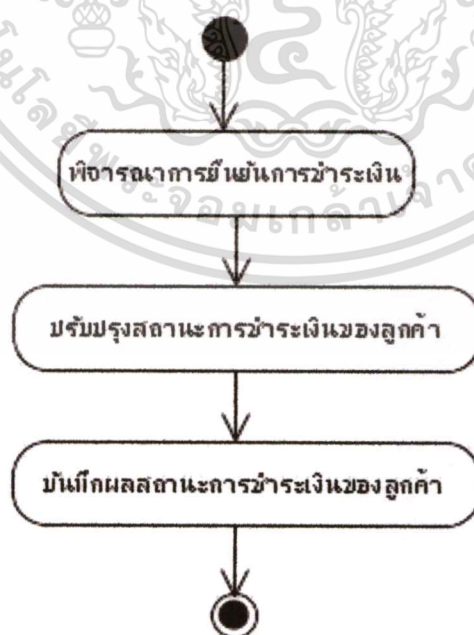 พิจารณาการยืนยันการชำระเงิน
ปรับปรุงสถานะการชำระเงินของลูกค้า
บันทึกผลสถานะการชำระเงินของลูกค้า